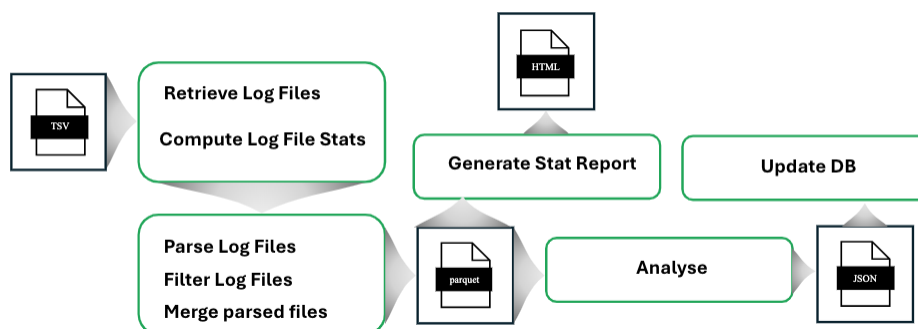 TSV
Retrieve Log Files
Compute Log File Stats
HTML
Generate Stat Report
Update DB
Parse Log Files
Filter Log Files
Merge parsed files
parquet
Analyse
JSON